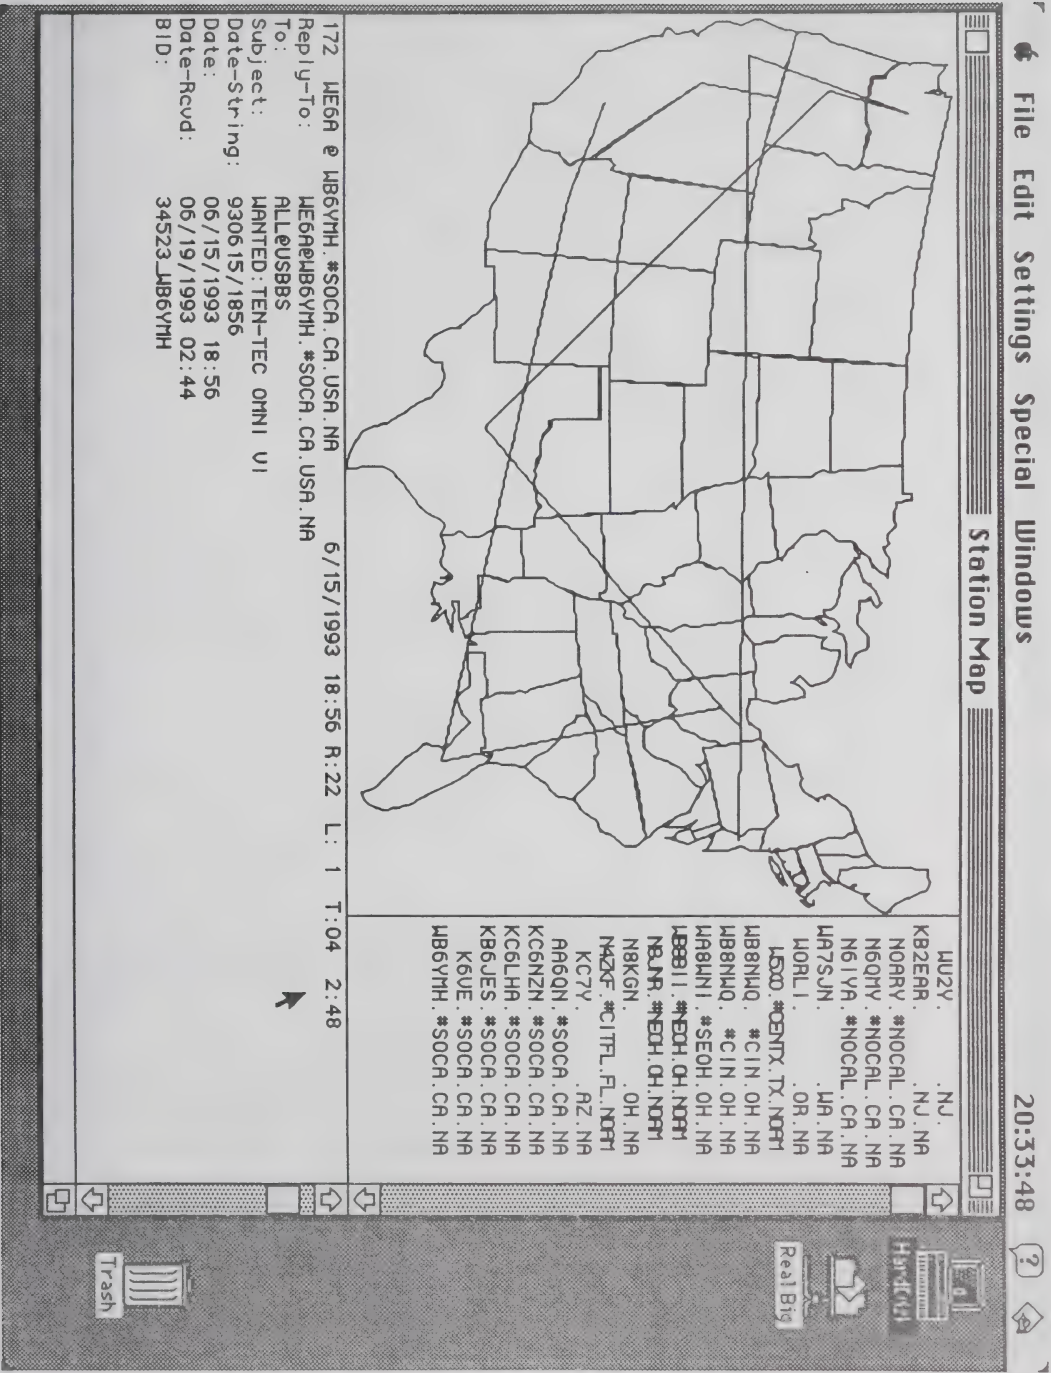 File Edit Settings Special Windows 20:33:48
Station Map
WU2Y. .NJ.
KB2EAR. .NJ.NA
N0ARY.#NOCAL.CA.NA
N6QMY.#NOCAL.CA.NA
N6IYA.#NOCAL.CA.NA
WA7SJN. .WA.NA
W0RLI. .OR.NA
.#CENTX.TX.NOAM
WB8NWQ. #CIN.OH.NA
WB8NWQ. #CIN.OH.NA
WA8WNI.#SEOH.OH.NA
WB8BII.#NEOH.OH.NOAM
N8JNR.#NEOH.OH.NOAM
N8KGN. .OH.NA
N4ZKF.#CITFL.FL.NOAM
KC7Y. .AZ.NA
AA6QN.#SOCA.CA.NA
KC6NZN.#SOCA.CA.NA
KC6LHA.#SOCA.CA.NA
KB6JES.#SOCA.CA.NA
K6VE.#SOCA.CA.NA
WB6YMH.#SOCA.CA.NA
172 WE6A @ WB6YMH.#SOCA.CA.USA.NA 6/15/1993 18:56 R:22 L: 1 T:04 2:48
Reply-To: WE6A@WB6YMH.#SOCA.CA.USA.NA
To: ALL@USBBS
Subject: WANTED:TEN-TEC OMNI VI
Date-String: 930615/1856
Date: 06/15/1993 18:56
Date-Rcvd: 06/19/1993 02:44
BID: 34523_WB6YMH
Real Big
Trash